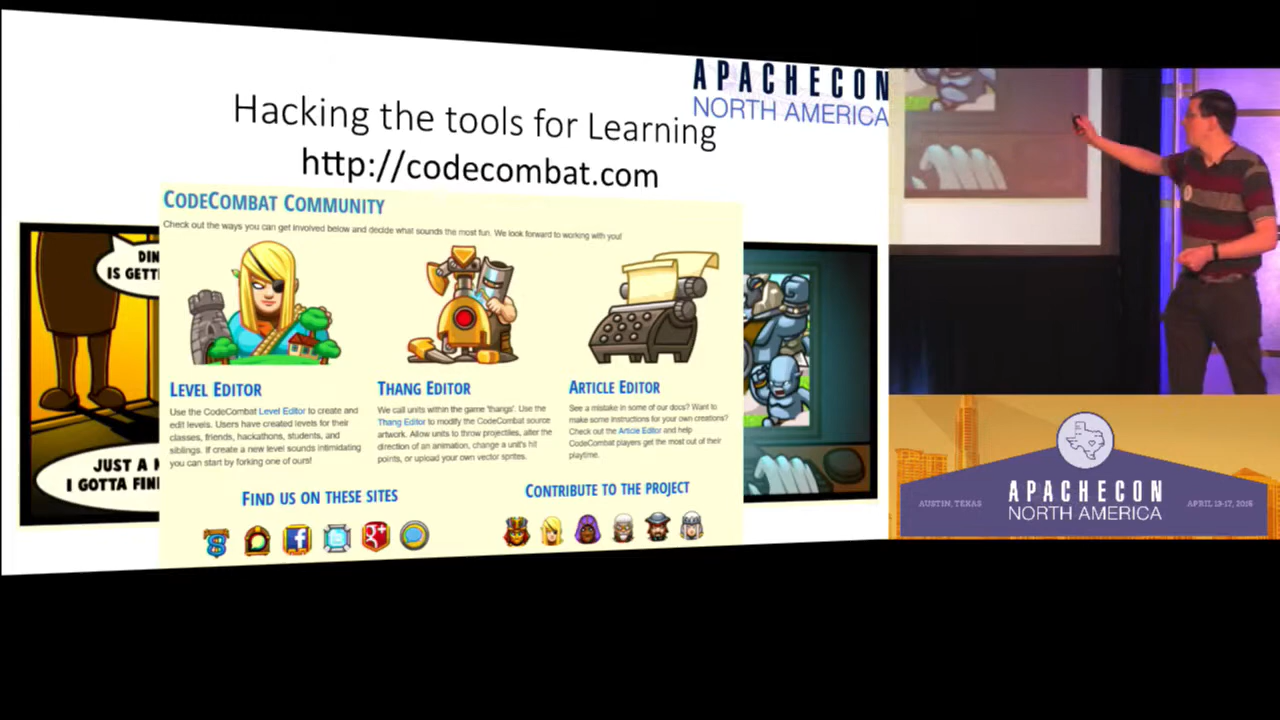 APACHECON
NORTH AMERICA
Hacking the tools for Learning
http://codecombat.com
CODECOMBAT COMMUNITY
Check out the ways you can get involved below and decide what sounds the most fun. We look forward to working with you!
DIN
IS GETT
JUST A
I GOTTA FIN
LEVEL EDITOR
Use the CodeCombat Level Editor to create and
edit levels. Users have created levels for their
classes, friends, hackathons, students, and
siblings. If create a new level sounds intimidating
you can start by forking one of ours!
THANG EDITOR
We call units within the game 'thangs'. Use the
Thang Editor to modify the CodeCombat source
artwork. Allow units to throw projectiles, alter the
direction of an animation, change a unit's hit
points, or upload your own vector sprites.
ARTICLE EDITOR
See a mistake in some of our docs? Want to
make some instructions for your own creations?
Check out the Article Editor and help
CodeCombat players get the most out of their
playtime.
FIND US ON THESE SITES
CONTRIBUTE TO THE PROJECT
AUSTIN, TEXAS
APACHECON
NORTH AMERICA